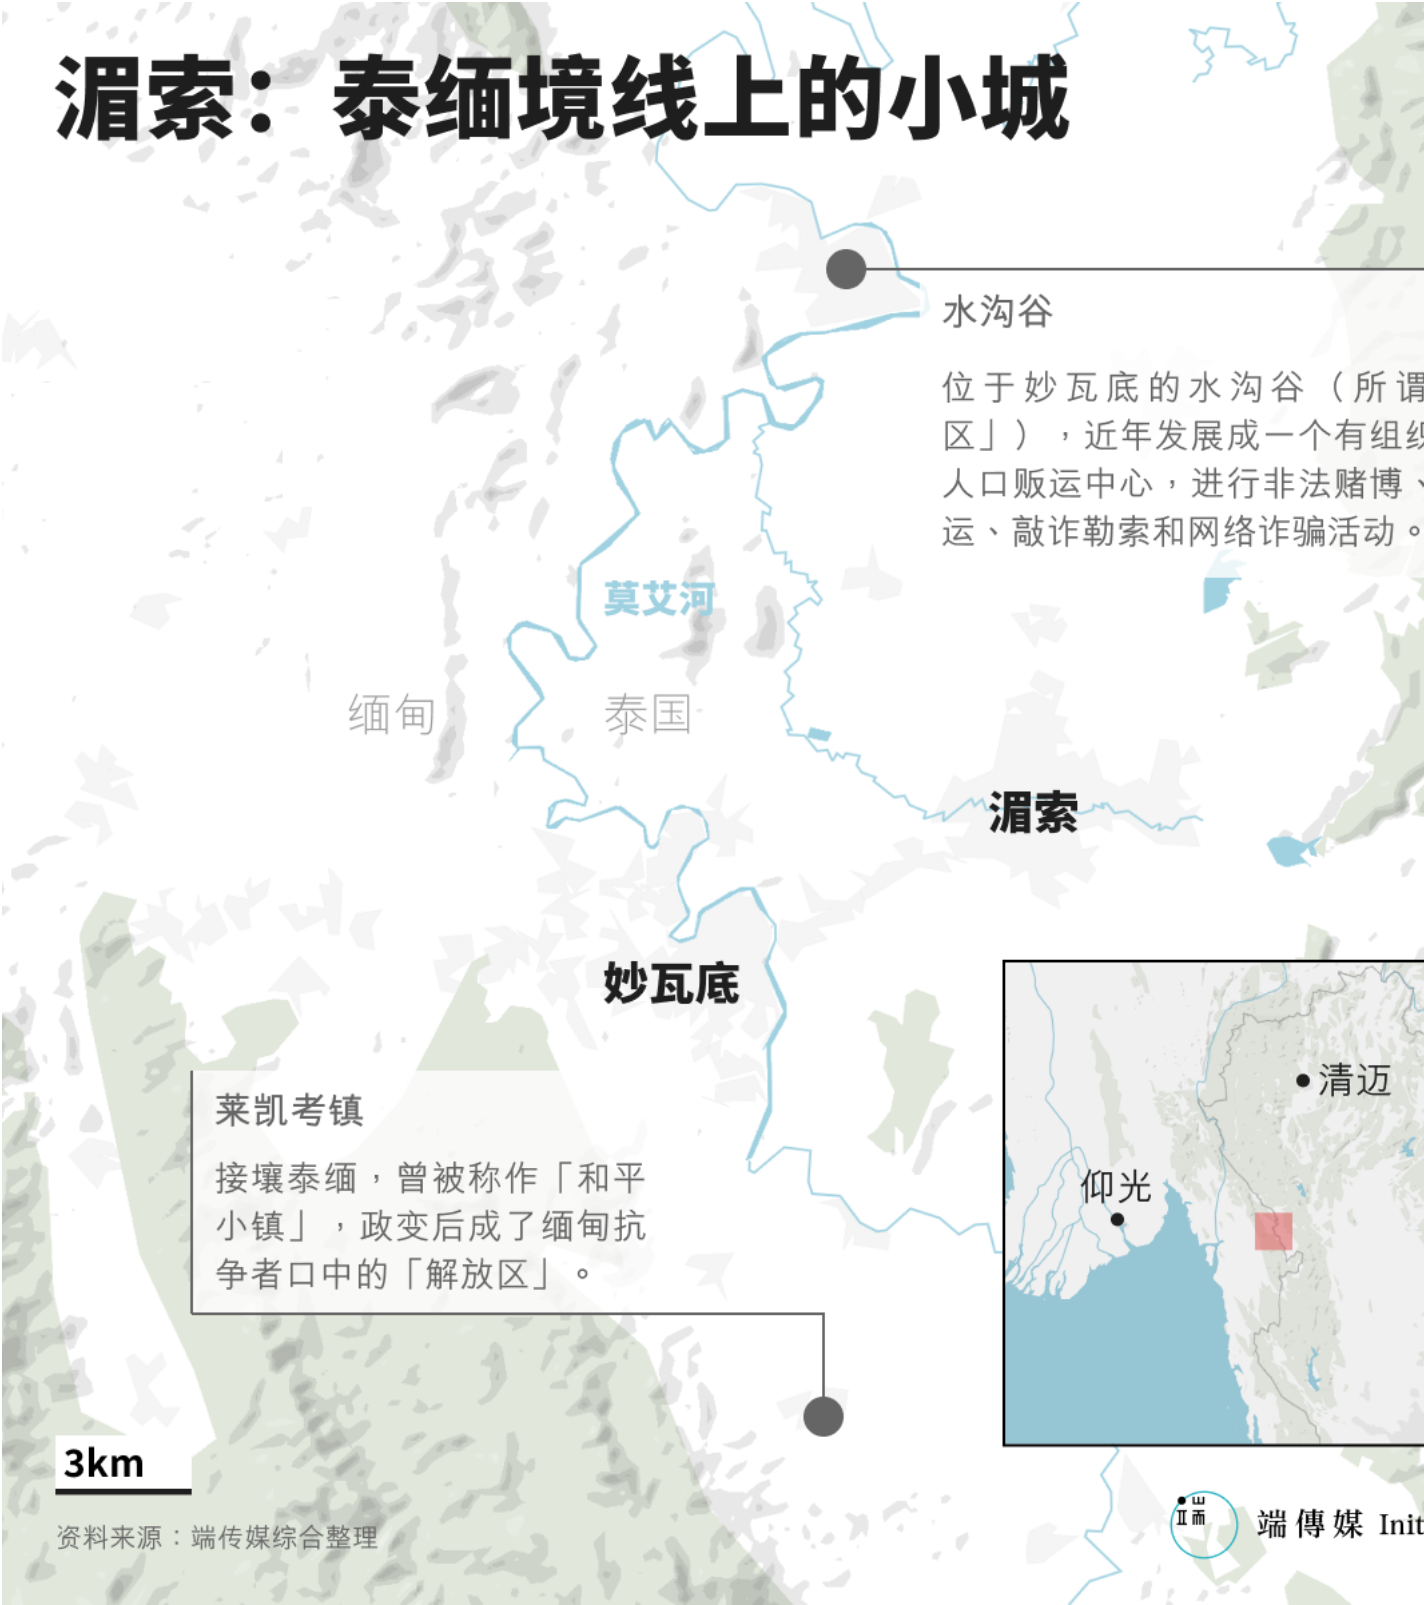 湄索：泰缅境线上的小城
水沟谷
位于妙瓦底的水沟谷（所谓
区」），近年发展成一个有组织
人口贩运中心，进行非法赌博、
运、敲诈勒索和网络诈骗活动。
莫艾河
缅甸
泰国
湄索
妙瓦底
莱凯考镇
接壤泰缅，曾被称作「和平
小镇」，政变后成了缅甸抗
争者口中的「解放区」。
清迈
仰光
3km
资料来源：端传媒综合整理
端傳媒 Init